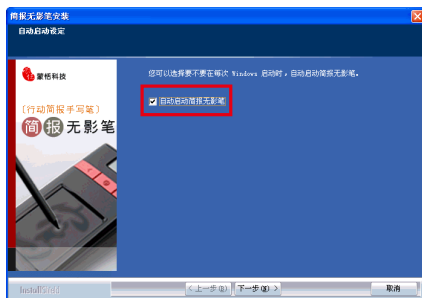 简报无影笔安装
自动启动设定
蒙恬科技
您可以选择要不要在每次 Windows 启动时，自动启动简报无影笔。
自动启动简报无影笔
〔行动简报手写笔〕
简报无影笔
InstallShield
< 上一步(B)
下一步(N) >
取消